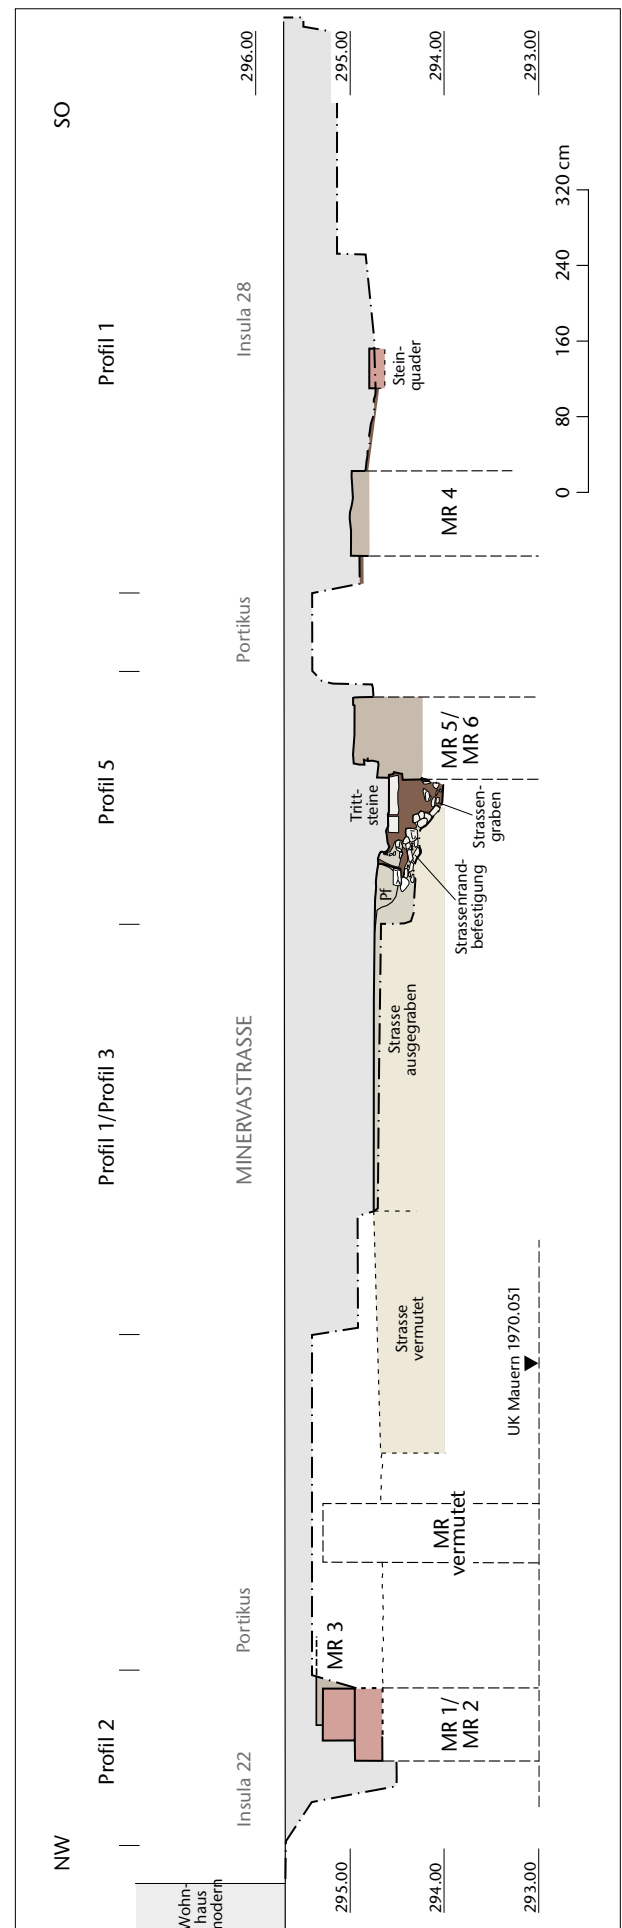 NW
SO
Profil 2
Profil 1/Profil 3
Profil 5
Profil 1
Insula 22
Portikus
MINERVASTRASSE
Portikus
Insula 28
296.00
295.00
294.00
293.00
Wohn-
haus
modern
MR 3
MR 1/
MR 2
MR
vermutet
UK Mauern 1970.051
Strasse
vermutet
Strasse
ausgegraben
Pf
Tritt-
steine
Strassenrand-
befestigung
Strassen-
graben
MR 5/
MR 6
MR 4
Stein-
quader
295.00
294.00
293.00
0
80
160
240
320 cm